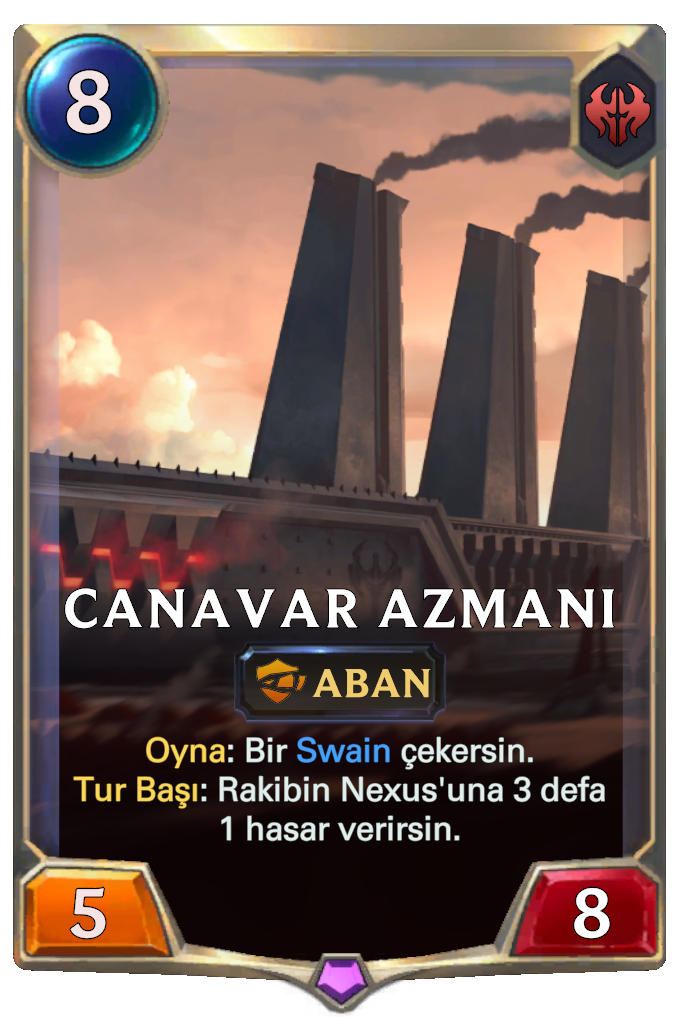 8
CANAVAR AZMANI
ABAN
Oyna: Bir Swain çekersin.
Tur Başı: Rakibin Nexus'una 3 defa
1 hasar verirsin.
5
8